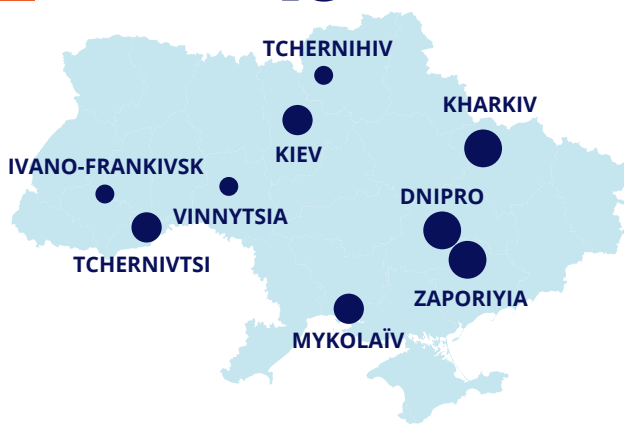 TCHERNIHIV
KHARKIV
KIEV
IVANO-FRANKIVSK
DNIPRO
VINNYTSIA
TCHERNIVTSI
ZAPORIYIA
MYKOLAÏV